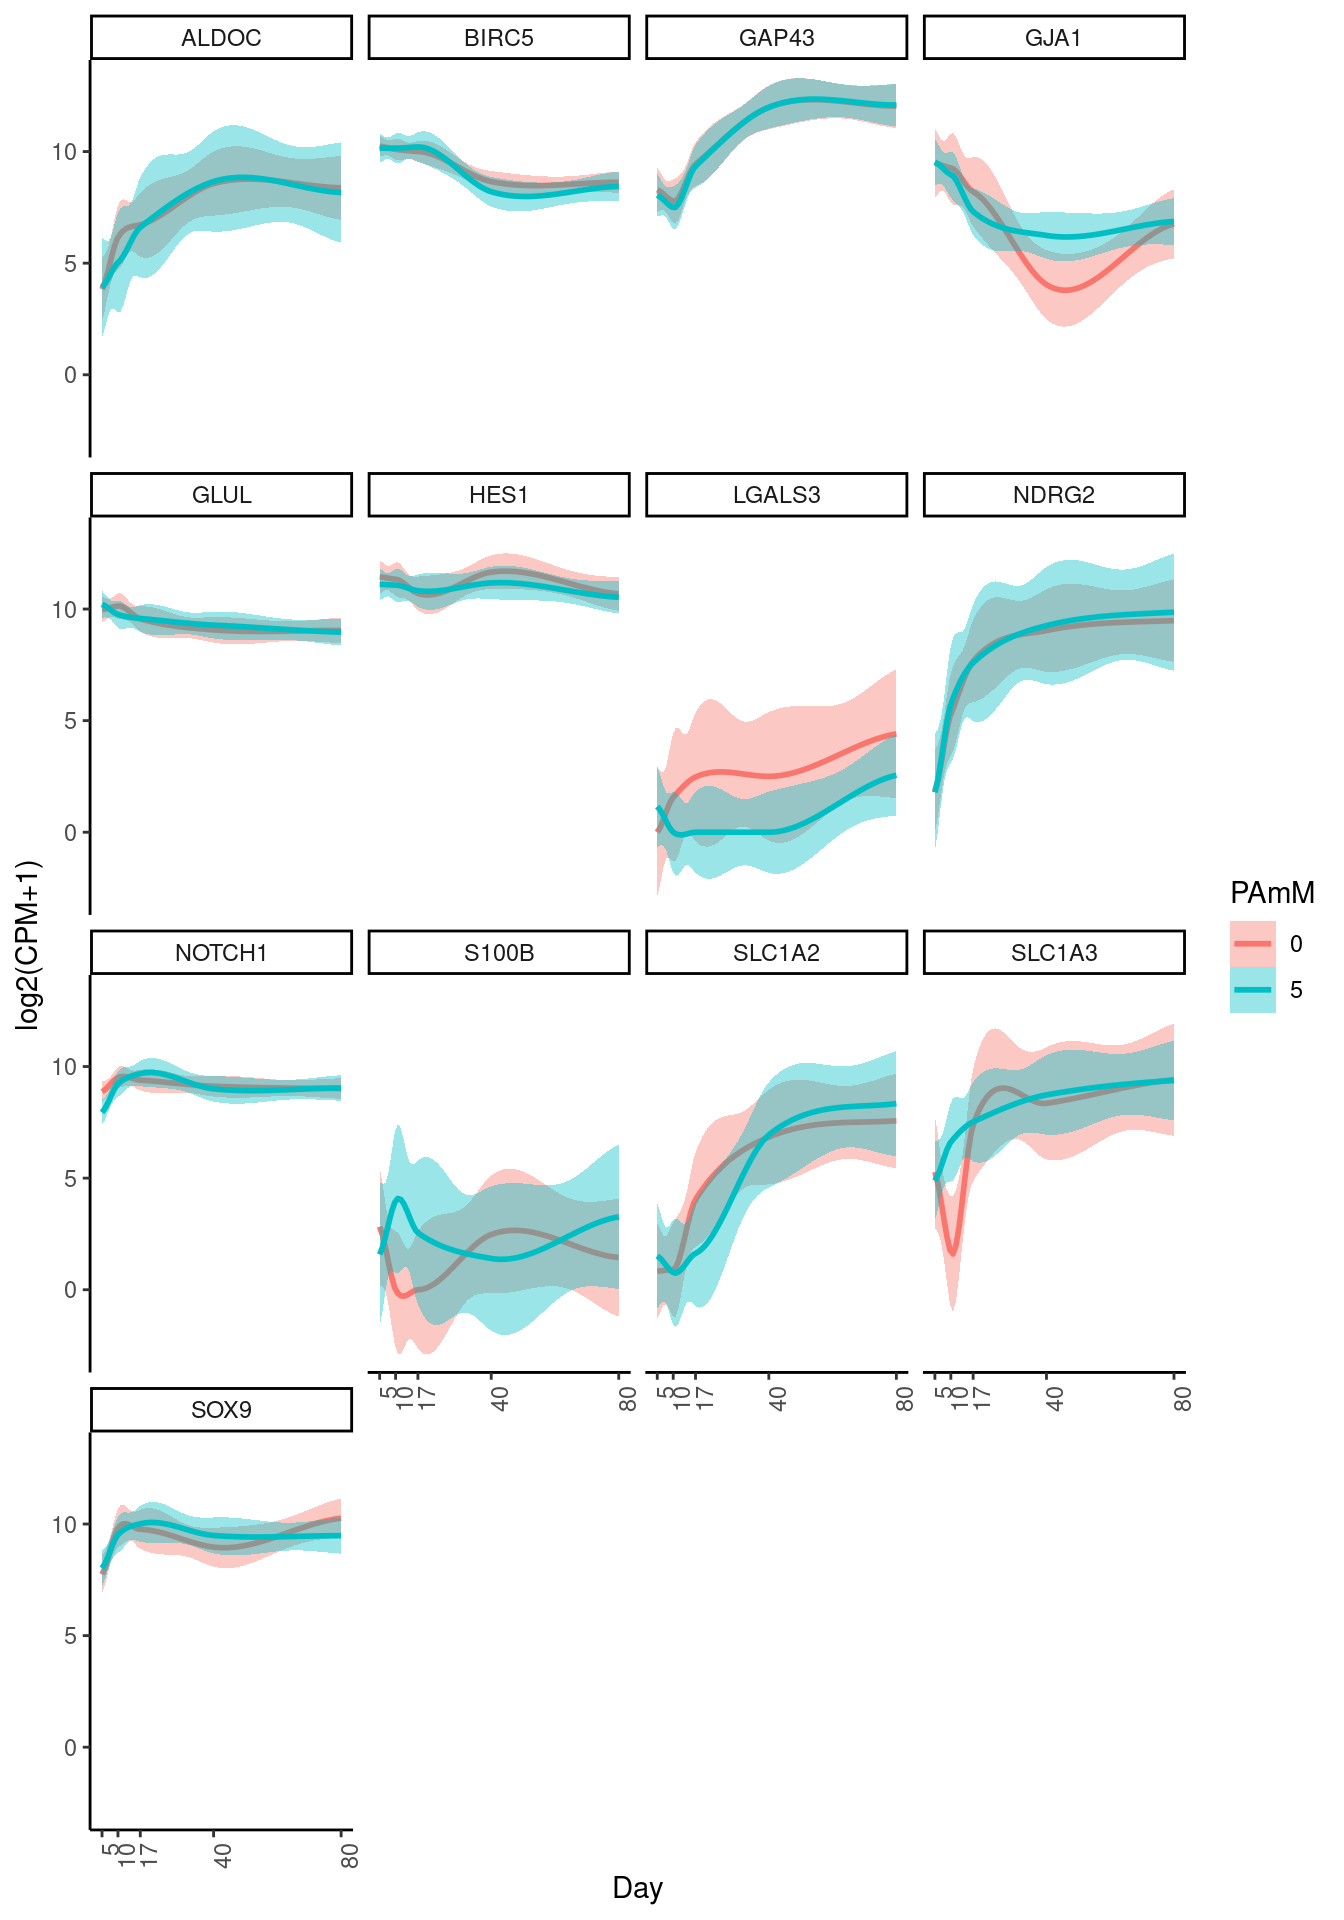 ALDOC BIRC5 GAP43 GJA1
10
5
0
GLUL HES1 LGALS3 NDRG2
10
5
0
log2(CPM+1)
PAmM
0
5
NOTCH1 S100B SLC1A2 SLC1A3
10
5
0
5 10 17 40 80 5 10 17 40 80 5 10 17 40 80
SOX9
10
5
0
5 10 17 40 80
Day